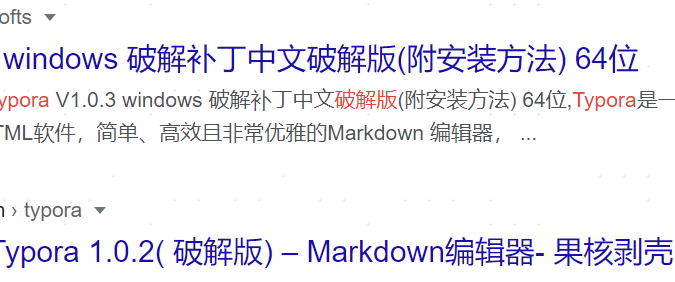 ofts
windows 破解补丁中文破解版(附安装方法) 64位
ypora V1.0.3 windows 破解补丁中文破解版(附安装方法) 64位,Typora是一
TML软件，简单、高效且非常优雅的Markdown 编辑器， ...
› typora
Typora 1.0.2( 破解版) – Markdown编辑器- 果核剥壳